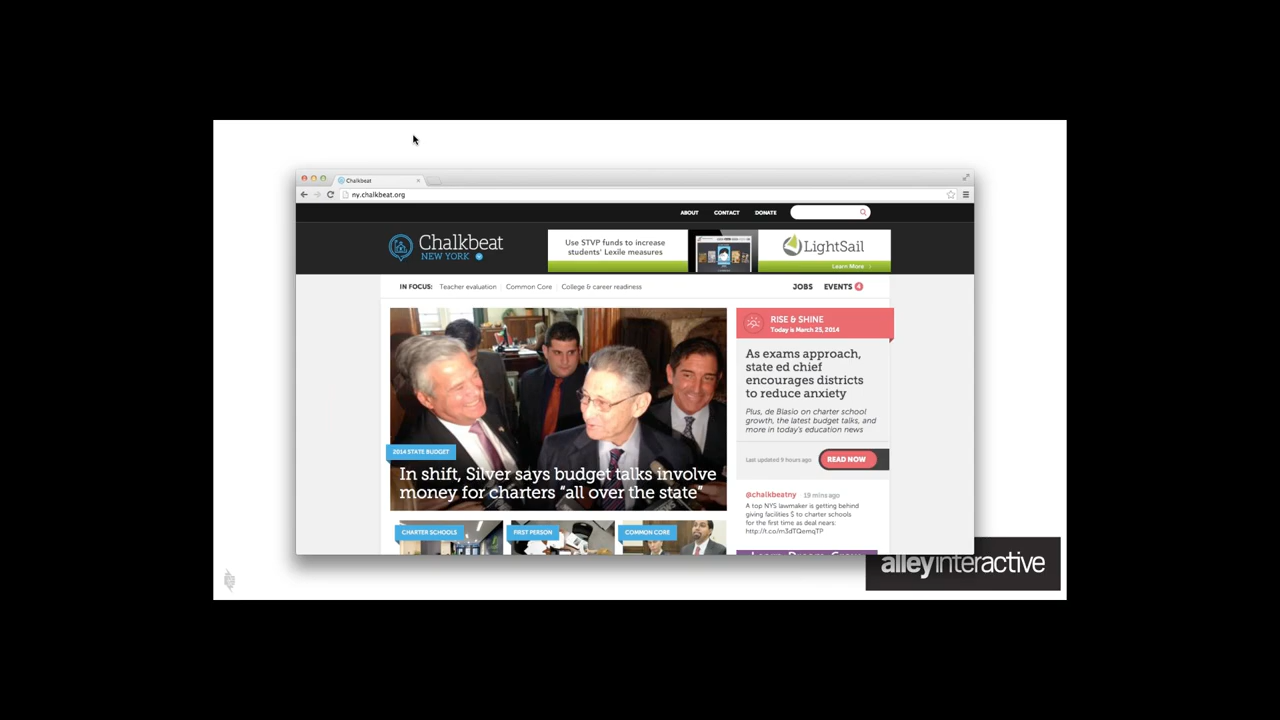 Chalkbeat
ny.chalkbeat.org
ABOUT CONTACT DONATE
Chalkbeat
NEW YORK
Use STVP funds to increase
students' Lexile measures
LightSail
Learn More
IN FOCUS: Teacher evaluation Common Core College & career readiness
JOBS EVENTS 4
2014 STATE BUDGET
In shift, Silver says budget talks involve
money for charters “all over the state”
CHARTER SCHOOLS
FIRST PERSON
COMMON CORE
RISE & SHINE
Today is March 25, 2014
As exams approach,
state ed chief
encourages districts
to reduce anxiety
Plus, de Blasio on charter school
growth, the latest budget talks, and
more in today's education news
Last updated 9 hours ago READ NOW
@chalkbeatny 19 mins ago
A top NYS lawmaker is getting behind
giving facilities $ to charter schools
for the first time as deal nears:
http://t.co/m3dTQemqTP
alleyinteractive